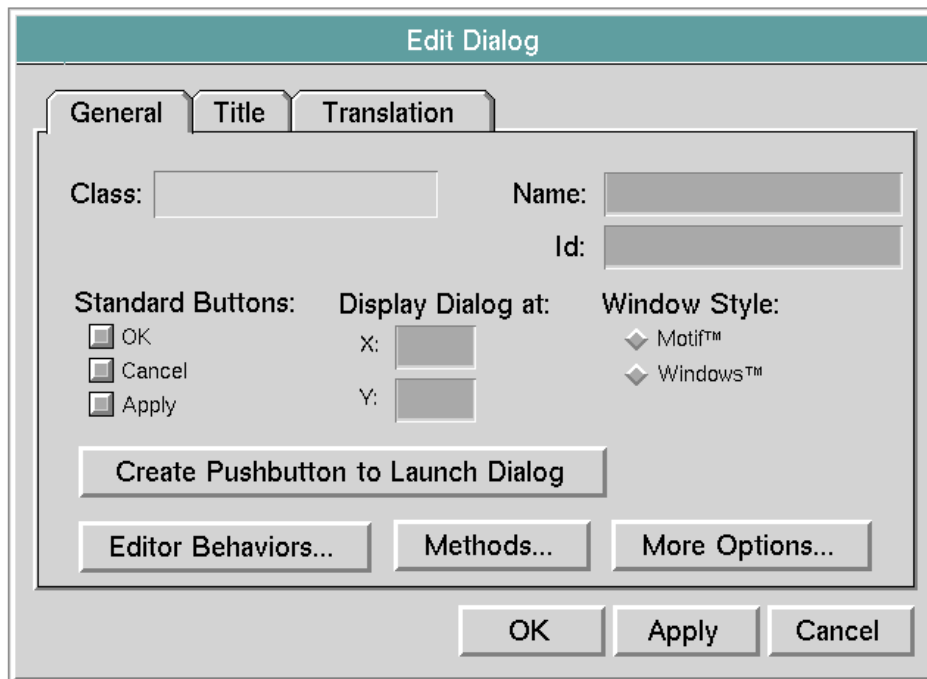 Edit Dialog
General Title Translation
Class: Name:
Id:
Standard Buttons: Display Dialog at: Window Style:
OK X: Motif™
Cancel Windows™
Apply Y:
Create Pushbutton to Launch Dialog
Editor Behaviors... Methods... More Options...
OK Apply Cancel